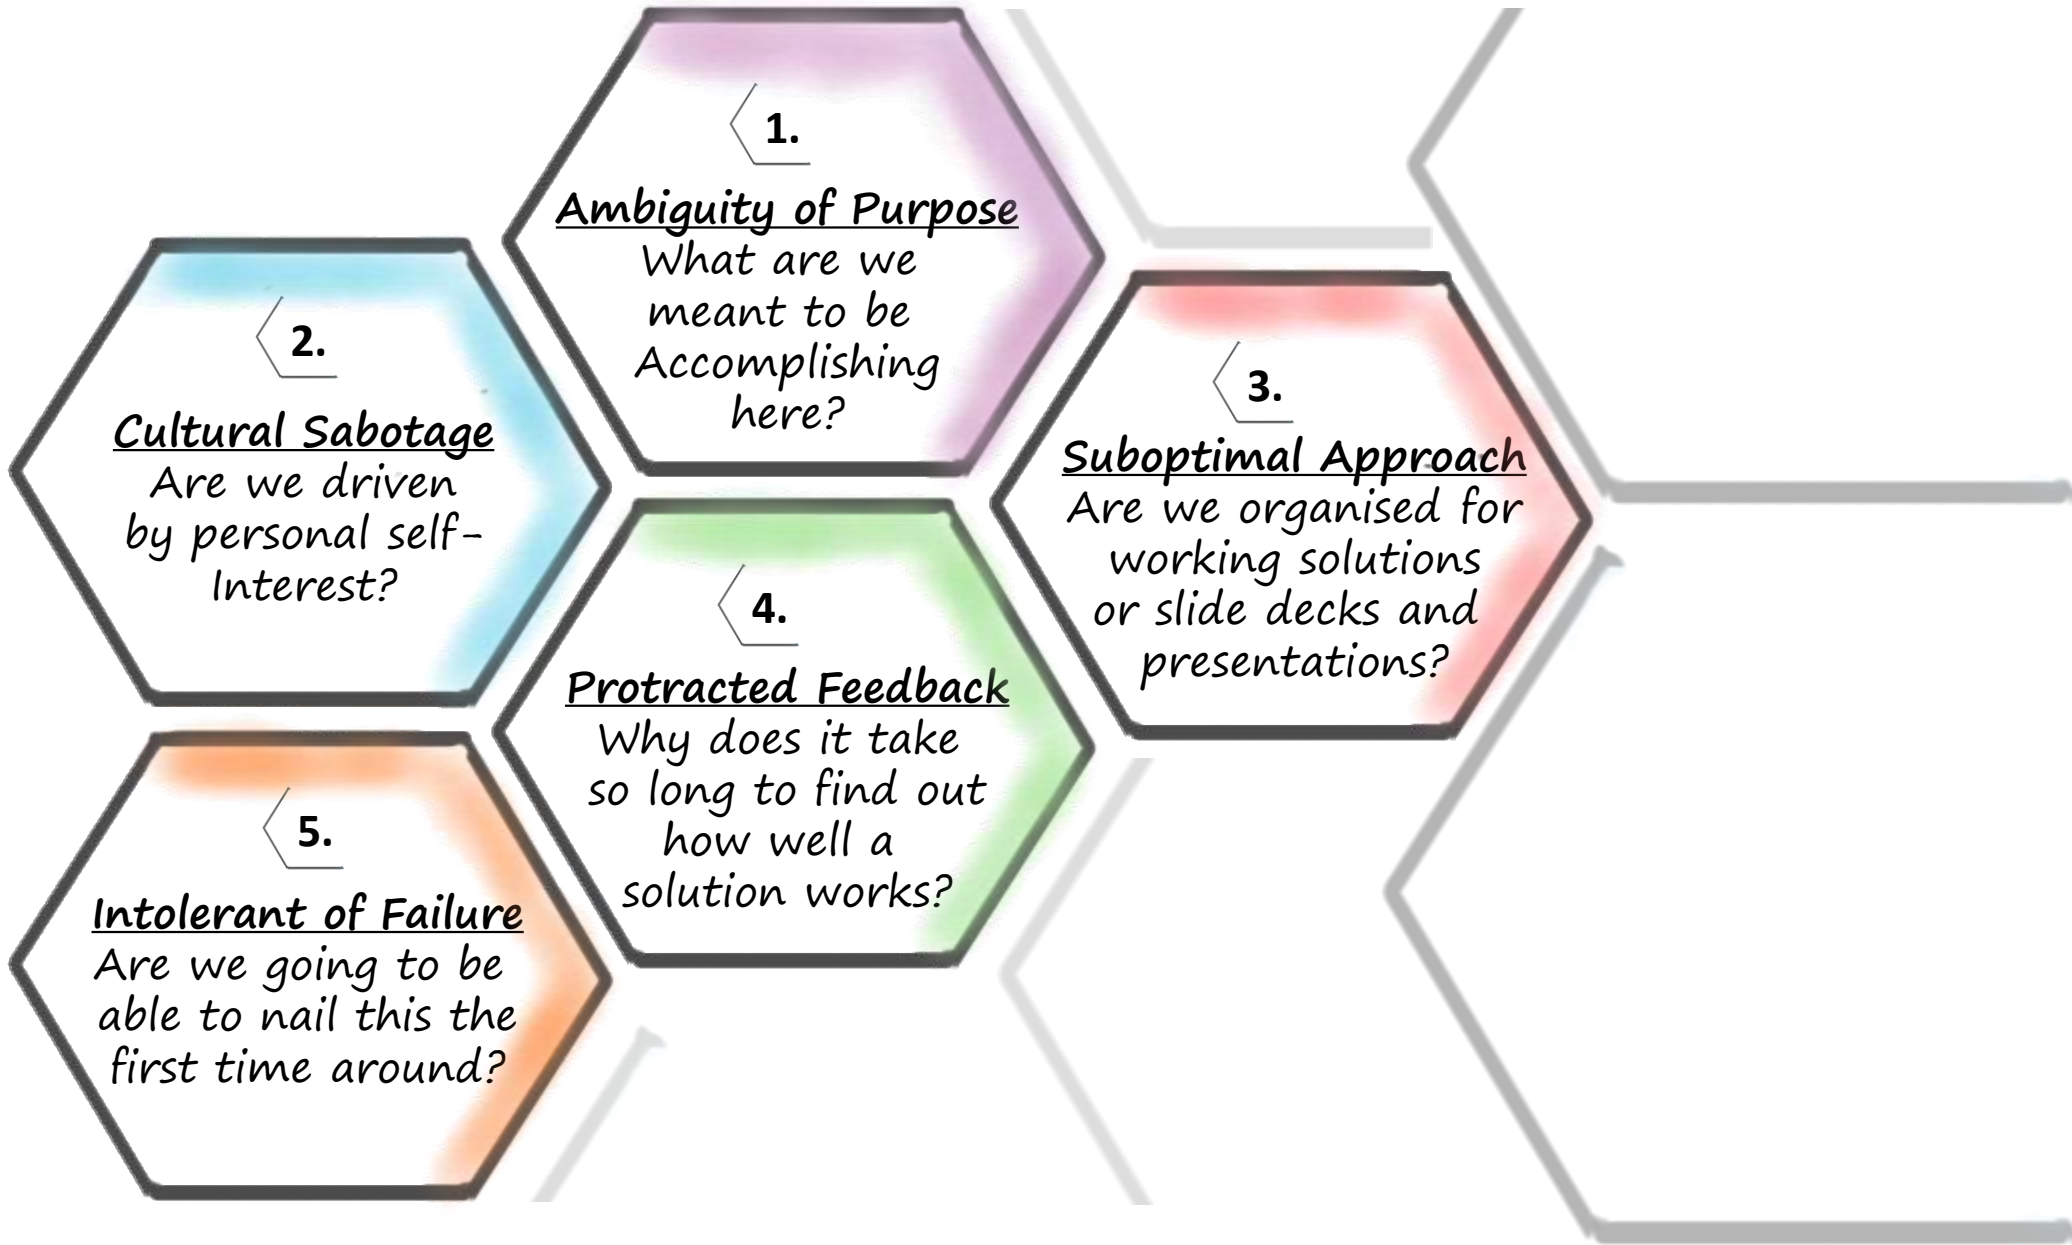 1.
Ambiguity of Purpose
What are we
meant to be
Accomplishing
here?
2.
Cultural Sabotage
Are we driven
by personal self-
Interest?
3.
Suboptimal Approach
Are we organised for
working solutions
or slide decks and
presentations?
4.
Protracted Feedback
Why does it take
so long to find out
how well a
solution works?
5.
Intolerant of Failure
Are we going to be
able to nail this the
first time around?